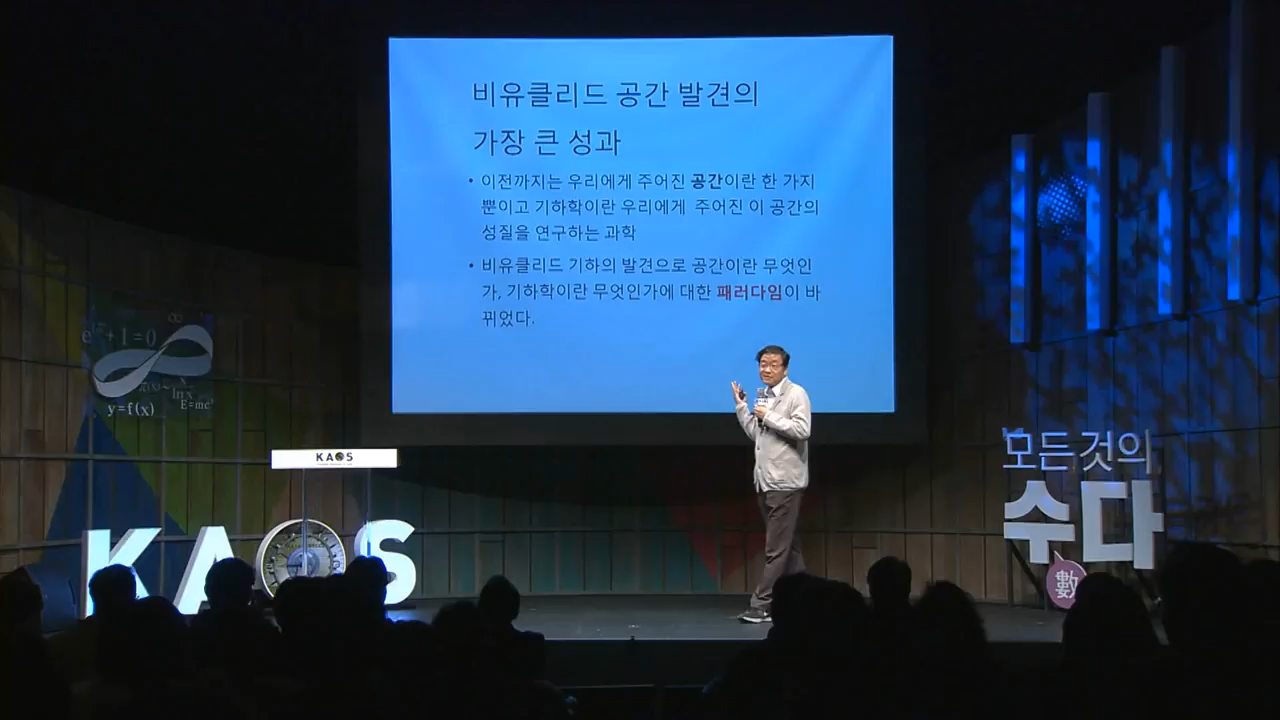 비유클리드 공간 발견의
가장 큰 성과
• 이전까지는 우리에게 주어진 공간이란 한 가지
뿐이고 기하학이란 우리에게 주어진 이 공간의
성질을 연구하는 과학
• 비유클리드 기하의 발견으로 공간이란 무엇인
가, 기하학이란 무엇인가에 대한 패러다임이 바
뀌었다.
∞
+1=0
ln x
y=f(x)
E=mc²
KAOS
KAOS
모든 것의
수다
數